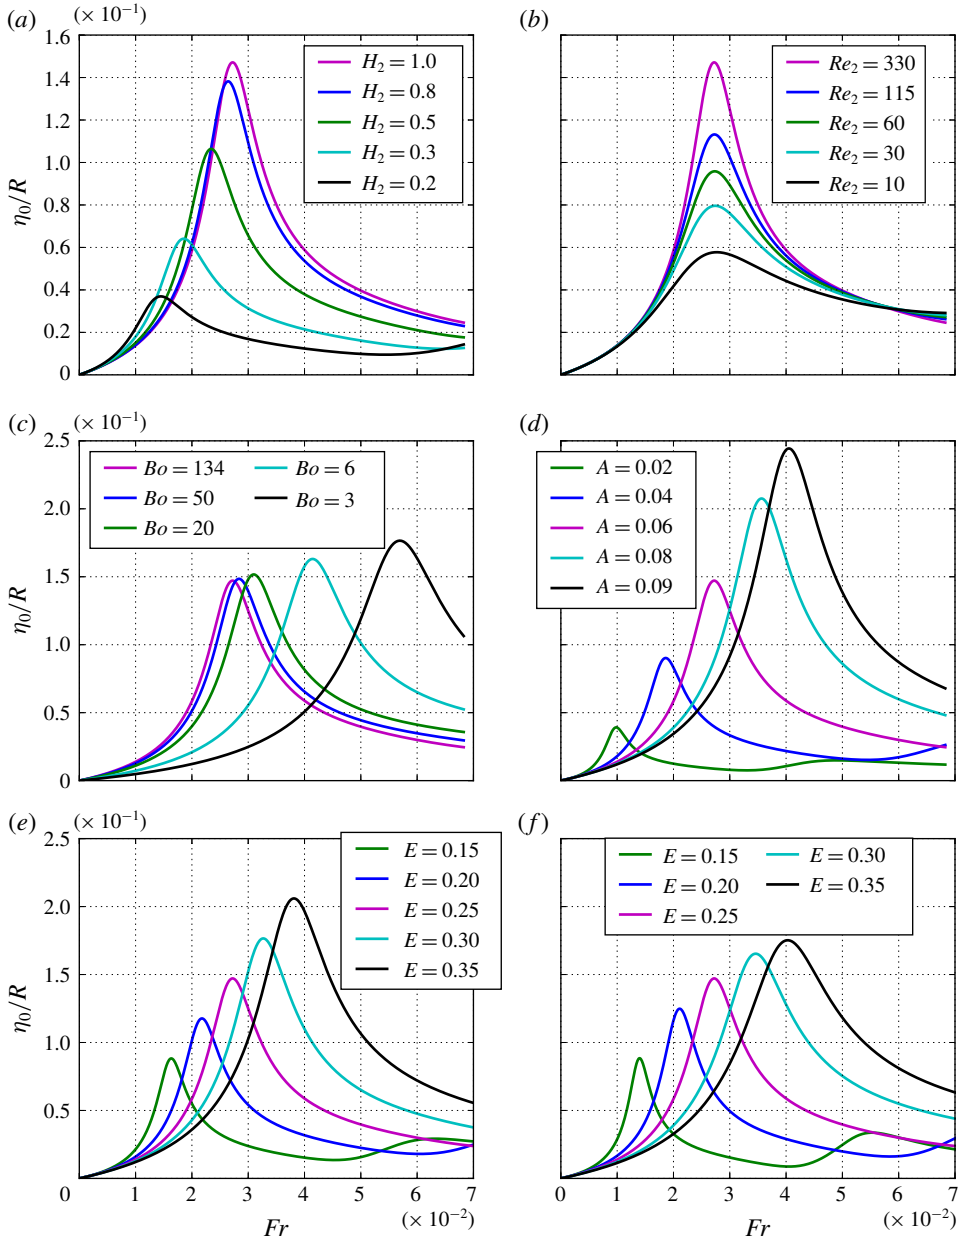 (a)
(× 10⁻¹)
1.6
1.4
1.2
1.0
0.8
0.6
0.4
0.2
0
η₀/R
H₂ = 1.0
H₂ = 0.8
H₂ = 0.5
H₂ = 0.3
H₂ = 0.2
(b)
Re₂ = 330
Re₂ = 115
Re₂ = 60
Re₂ = 30
Re₂ = 10
(c)
(× 10⁻¹)
2.5
2.0
1.5
1.0
0.5
0
η₀/R
Bo = 134
Bo = 50
Bo = 20
Bo = 6
Bo = 3
(d)
A = 0.02
A = 0.04
A = 0.06
A = 0.08
A = 0.09
(e)
(× 10⁻¹)
2.5
2.0
1.5
1.0
0.5
0
η₀/R
E = 0.15
E = 0.20
E = 0.25
E = 0.30
E = 0.35
1 2 3 4 5 6 7
Fr
(× 10⁻²)
(f)
E = 0.15
E = 0.20
E = 0.25
E = 0.30
E = 0.35
0 1 2 3 4 5 6 7
Fr
(× 10⁻²)